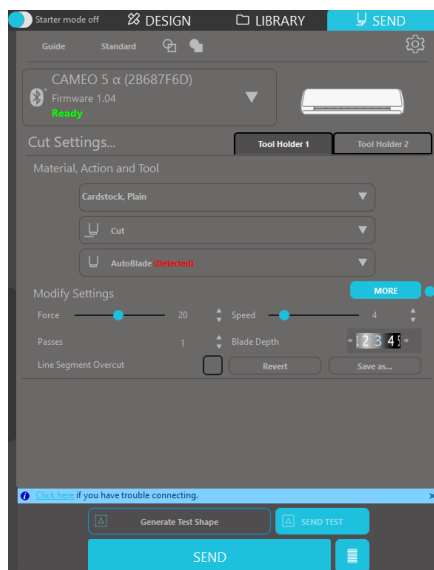 Starter mode off DESIGN LIBRARY SEND
Guide Standard
CAMEO 5 α (2B687F6D)
Firmware 1.04
Ready
Cut Settings... Tool Holder 1 Tool Holder 2
Material, Action and Tool
Cardstock, Plain
Cut
AutoBlade (Detected)
Modify Settings MORE
Force 20 Speed 4
Passes 1 Blade Depth - 2 3 4 -
Line Segment Overcut Revert Save as...
Click here if you have trouble connecting.
Generate Test Shape SEND TEST
SEND